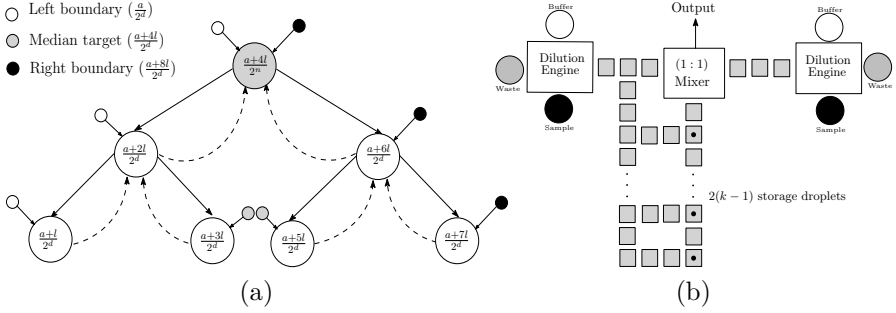 Left boundary (a/2^d)
Median target (a+4l/2^d)
Right boundary (a+8l/2^d)
a+4l/2^n
a+2l/2^d
a+6l/2^d
a+l/2^d
a+3l/2^d
a+5l/2^d
a+7l/2^d
(a)
Output
Buffer
Dilution
Engine
Waste
Sample
(1 : 1)
Mixer
Buffer
Dilution
Engine
Waste
Sample
2(k − 1) storage droplets
(b)